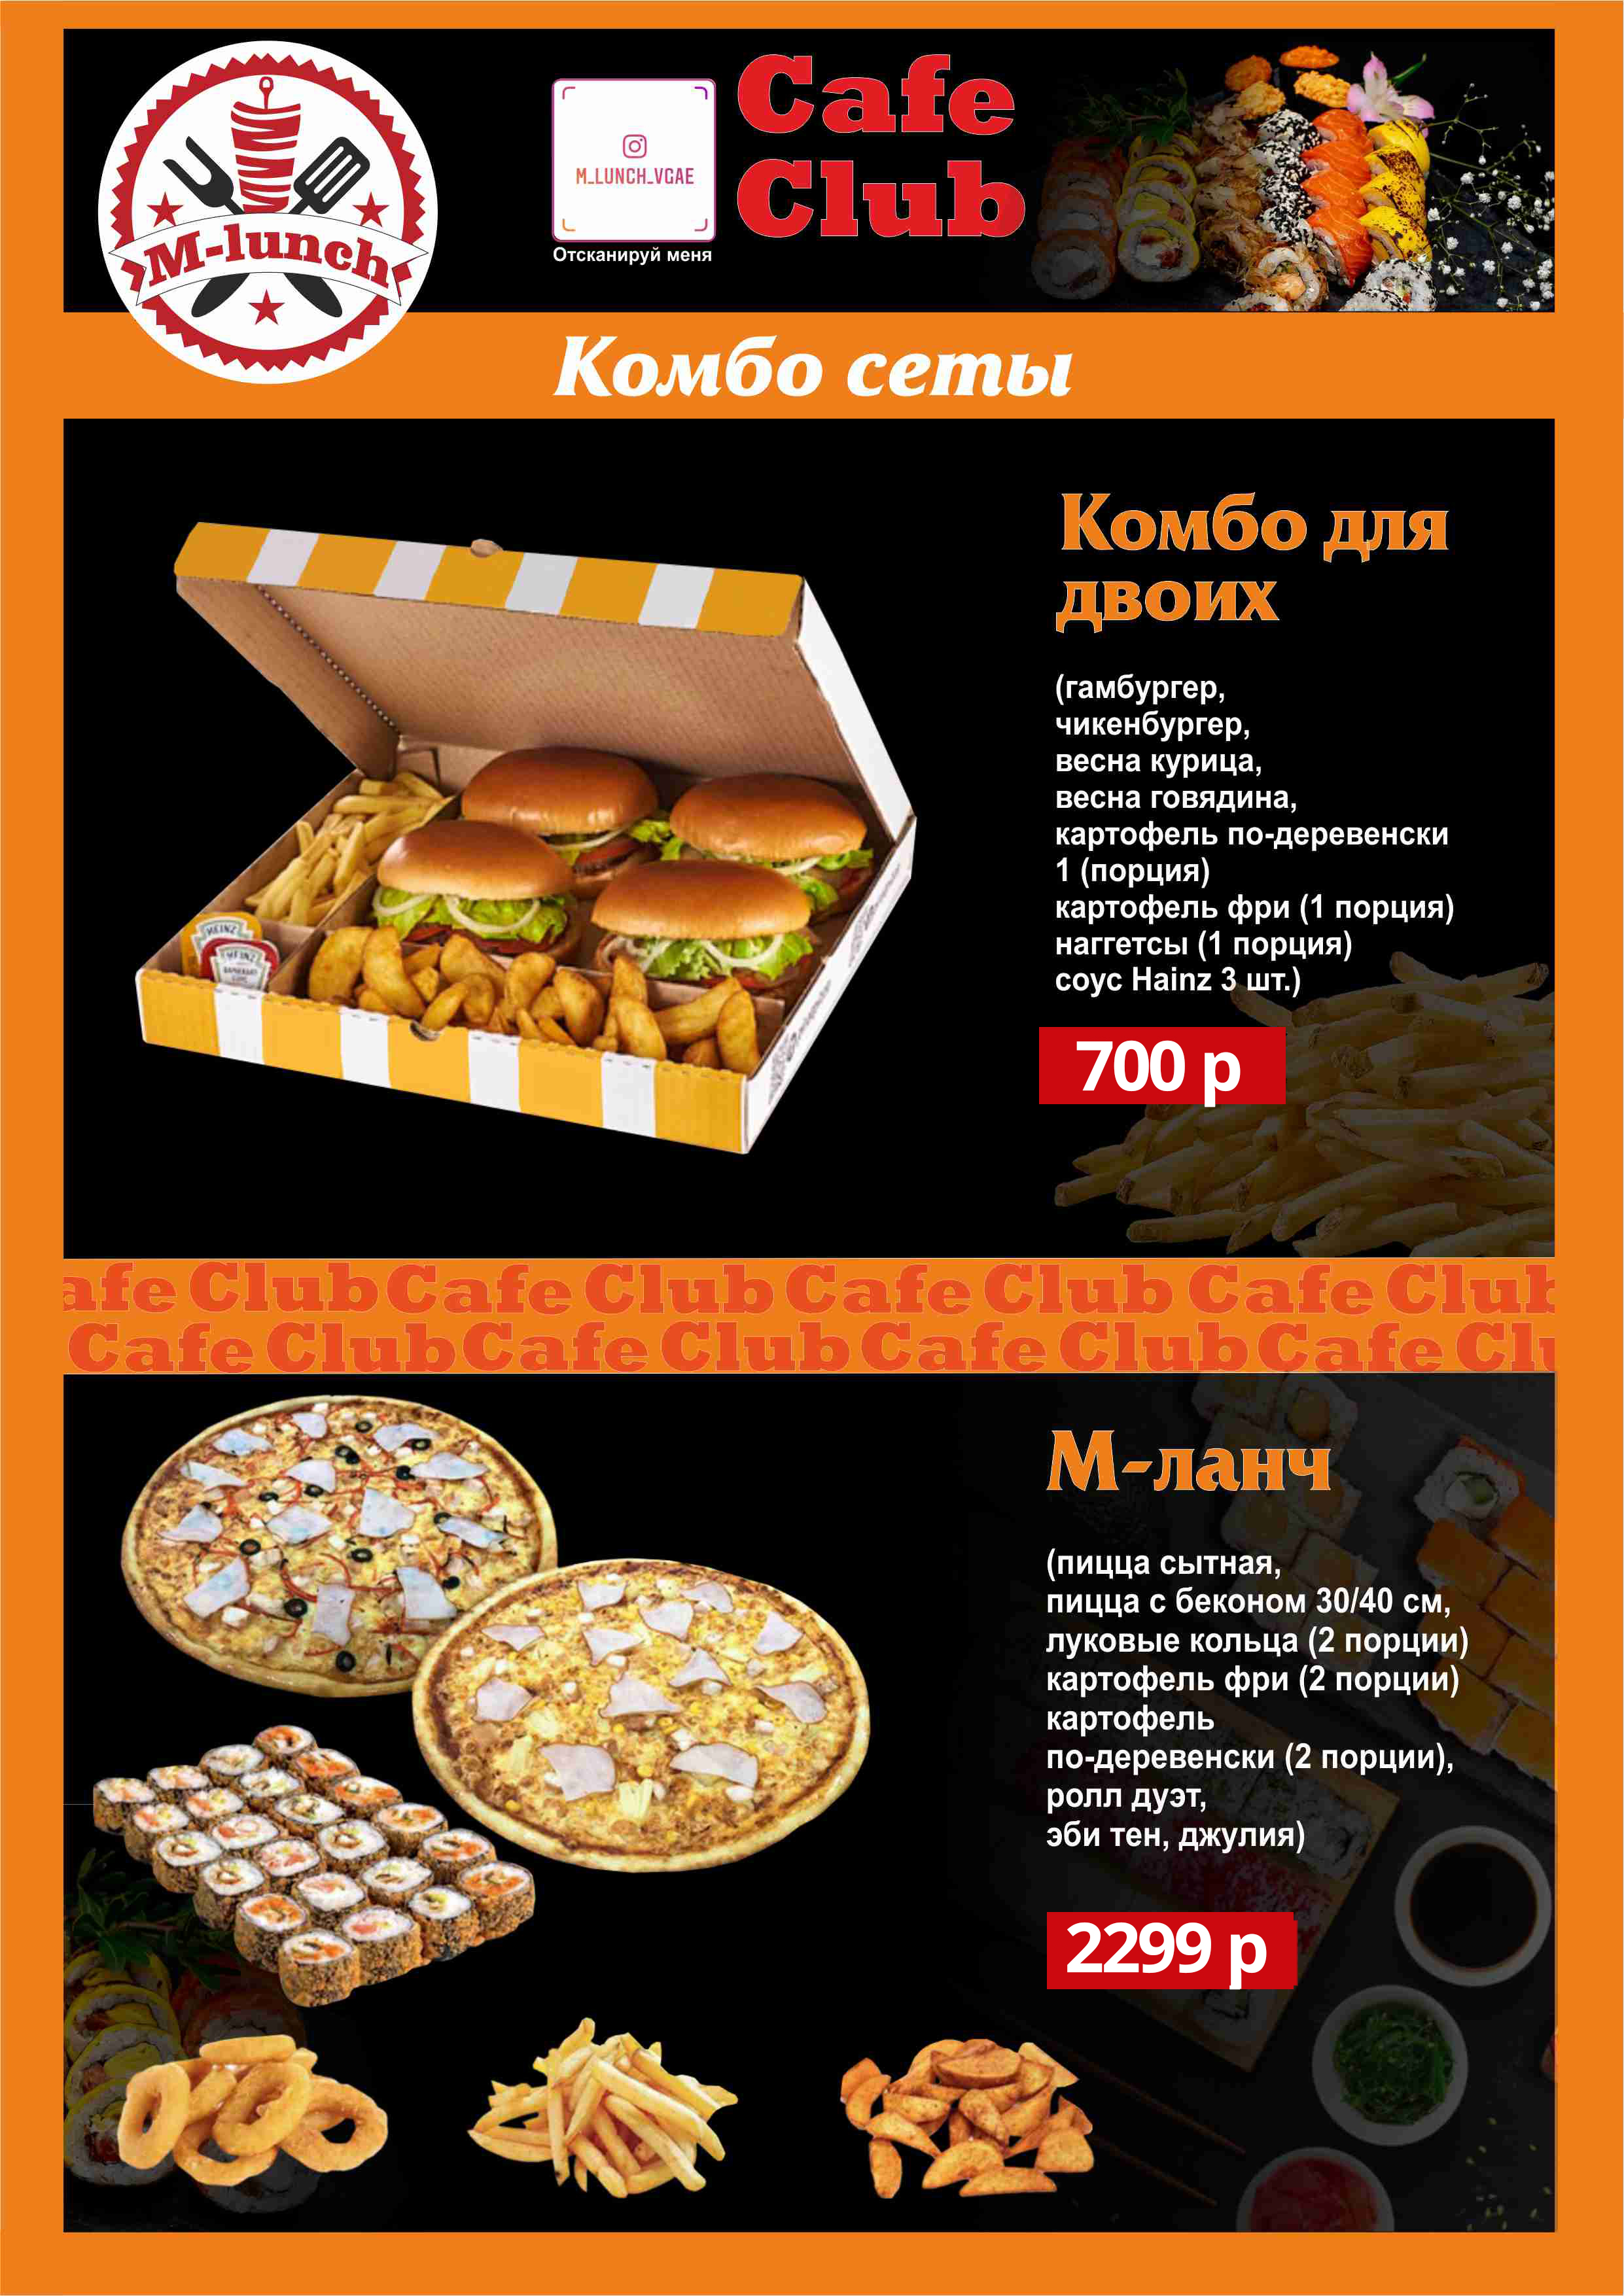 M-lunch
M_LUNCH_VGAE
Отсканируй меня
Cafe
Club
Комбо сеты
Комбо для
двоих
(гамбургер,
чикенбургер,
весна курица,
весна говядина,
картофель по-деревенски
1 (порция)
картофель фри (1 порция)
наггетсы (1 порция)
соус Hainz 3 шт.)
700 р
HEINZ
HEINZ
afe Club Cafe Club Cafe Club Cafe Club
Cafe Club Cafe Club Cafe Club Cafe Clu
М-ланч
(пицца сытная,
пицца с беконом 30/40 см,
луковые кольца (2 порции)
картофель фри (2 порции)
картофель
по-деревенски (2 порции),
ролл дуэт,
эби тен, джулия)
2299 р